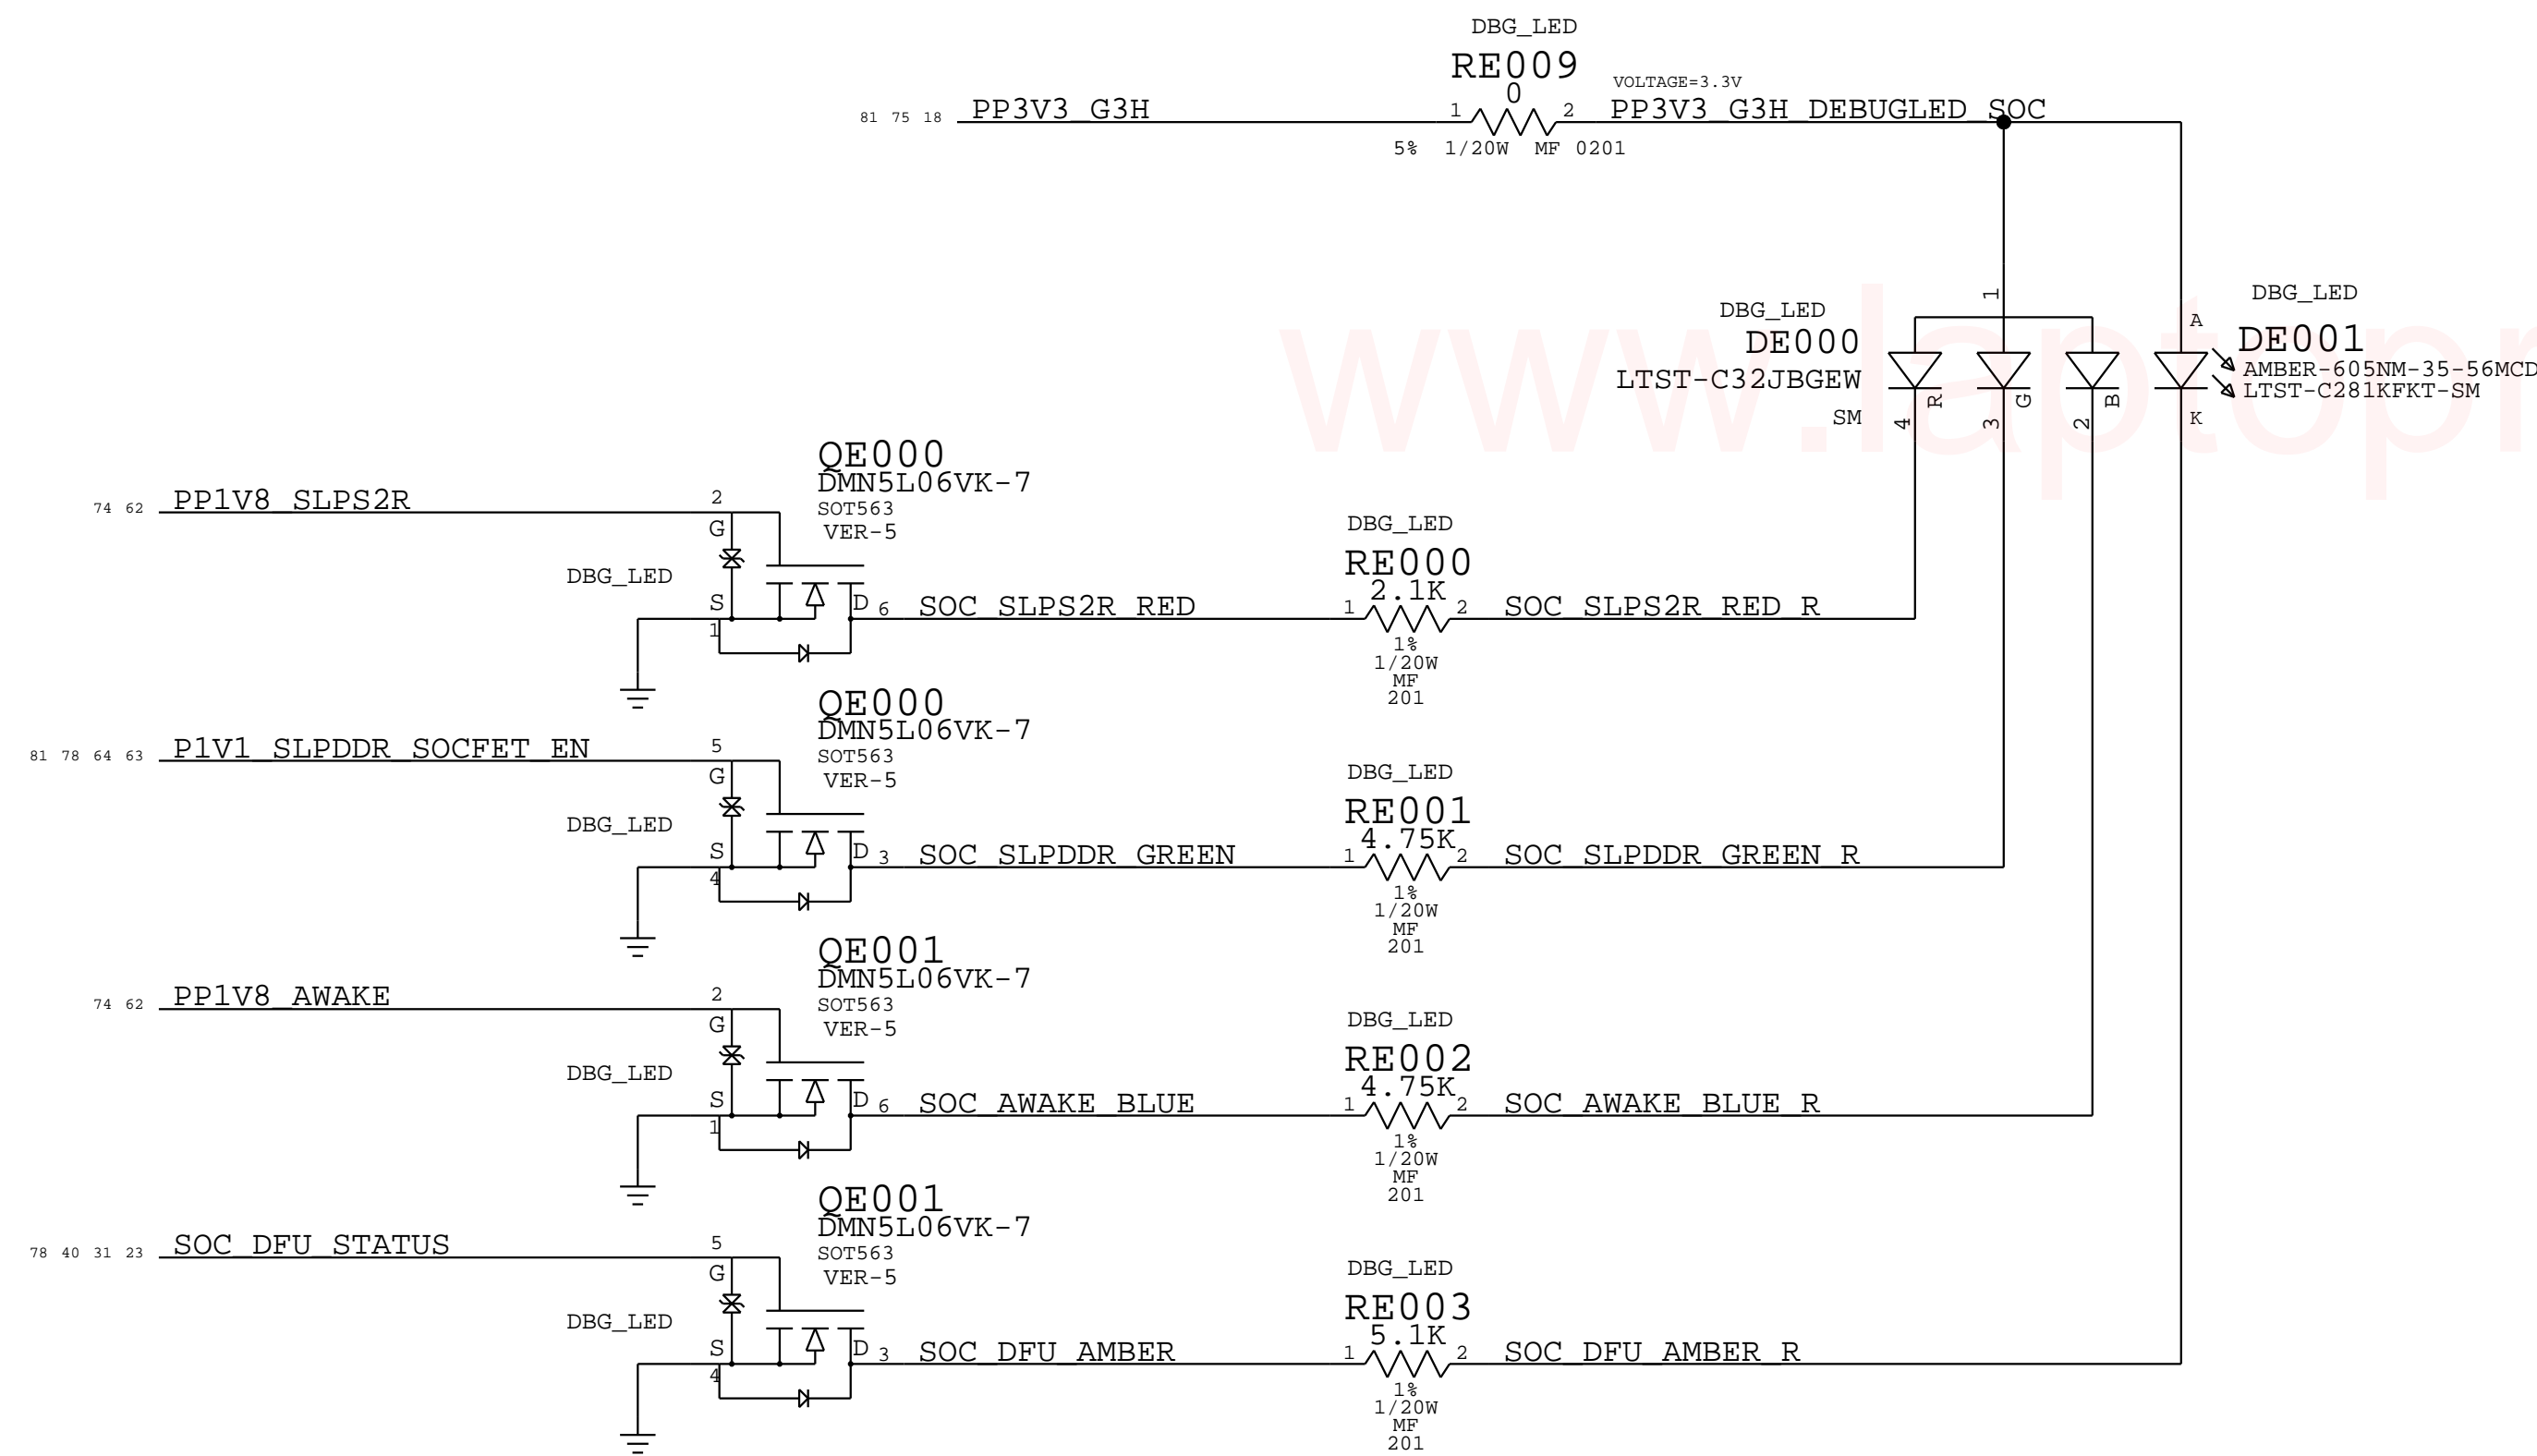 DBG_LED
RE009
0
VOLTAGE=3.3V
81 75 18 PP3V3_G3H 1 2 PP3V3_G3H_DEBUGLED_SOC
5% 1/20W MF 0201
1
DBG_LED
DE000
LTST-C32JBGEW
SM
4 R 3 G 2 B
DBG_LED
A
DE001
AMBER-605NM-35-56MCD
LTST-C281KFKT-SM
K
www.laptopr
QE000
DMN5L06VK-7
SOT563
VER-5
74 62 PP1V8_SLPS2R 2
G
DBG_LED
S
1
D 6 SOC_SLPS2R_RED
DBG_LED
RE000
2.1K
1 2 SOC_SLPS2R_RED_R
1%
1/20W
MF
201
QE000
DMN5L06VK-7
SOT563
VER-5
81 78 64 63 P1V1_SLPDDR_SOCFET_EN 5
G
DBG_LED
S
4
D 3 SOC_SLPDDR_GREEN
DBG_LED
RE001
4.75K
1 2 SOC_SLPDDR_GREEN_R
1%
1/20W
MF
201
QE001
DMN5L06VK-7
SOT563
VER-5
74 62 PP1V8_AWAKE 2
G
DBG_LED
S
1
D 6 SOC_AWAKE_BLUE
DBG_LED
RE002
4.75K
1 2 SOC_AWAKE_BLUE_R
1%
1/20W
MF
201
QE001
DMN5L06VK-7
SOT563
VER-5
78 40 31 23 SOC_DFU_STATUS 5
G
DBG_LED
S
4
D 3 SOC_DFU_AMBER
DBG_LED
RE003
5.1K
1 2 SOC_DFU_AMBER_R
1%
1/20W
MF
201